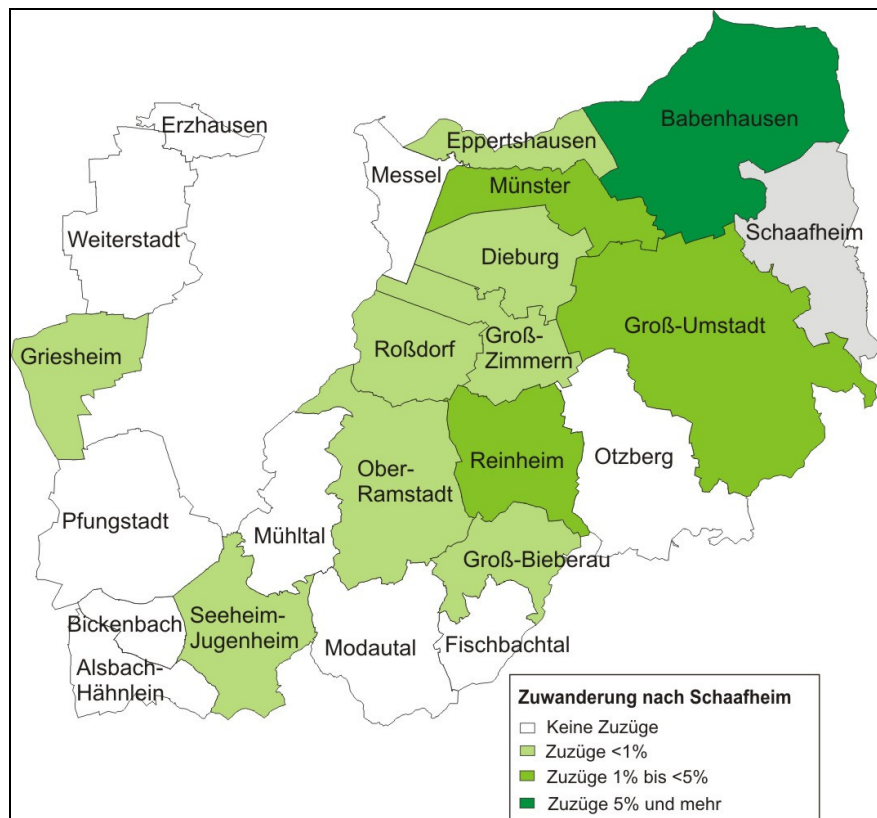 Babenhausen
Erzhausen
Eppertshausen
Messel
Münster
Schaafheim
Weiterstadt
Dieburg
Groß-Umstadt
Griesheim
Roßdorf
Groß-
Zimmern
Ober-
Ramstadt
Reinheim
Otzberg
Pfungstadt
Mühltal
Groß-Bieberau
Bickenbach
Seeheim-
Jugenheim
Modautal
Fischbachtal
Alsbach-
Hähnlein
Zuwanderung nach Schaafheim
Keine Zuzüge
Zuzüge <1%
Zuzüge 1% bis <5%
Zuzüge 5% und mehr